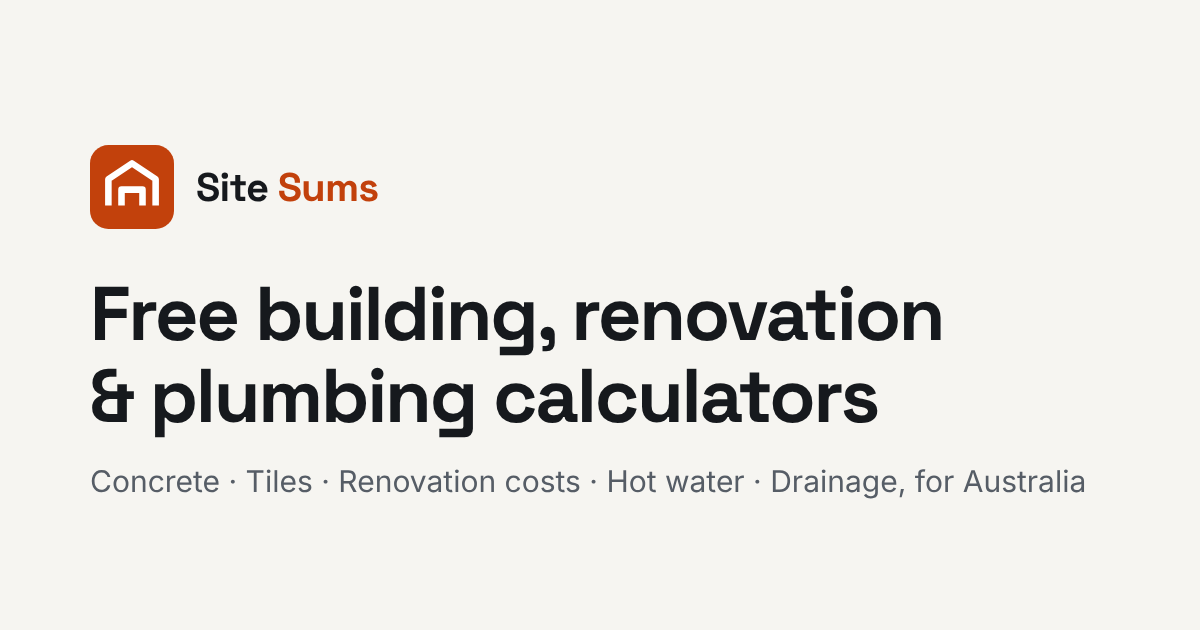 Site Sums
Free building, renovation
& plumbing calculators
Concrete · Tiles · Renovation costs · Hot water · Drainage, for Australia